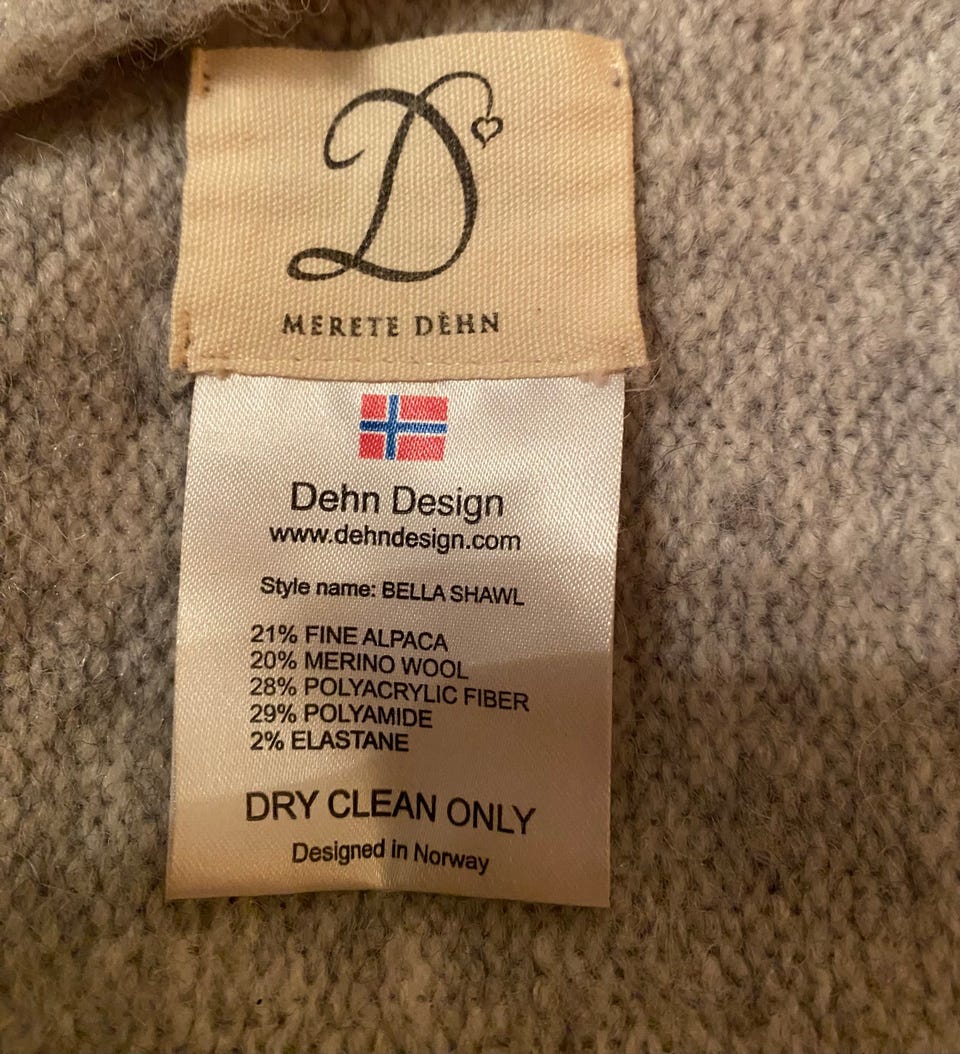 D
MERETE DÈHN
Dehn Design
www.dehndesign.com
Style name: BELLA SHAWL
21% FINE ALPACA
20% MERINO WOOL
28% POLYACRYLIC FIBER
29% POLYAMIDE
2% ELASTANE
DRY CLEAN ONLY
Designed in Norway